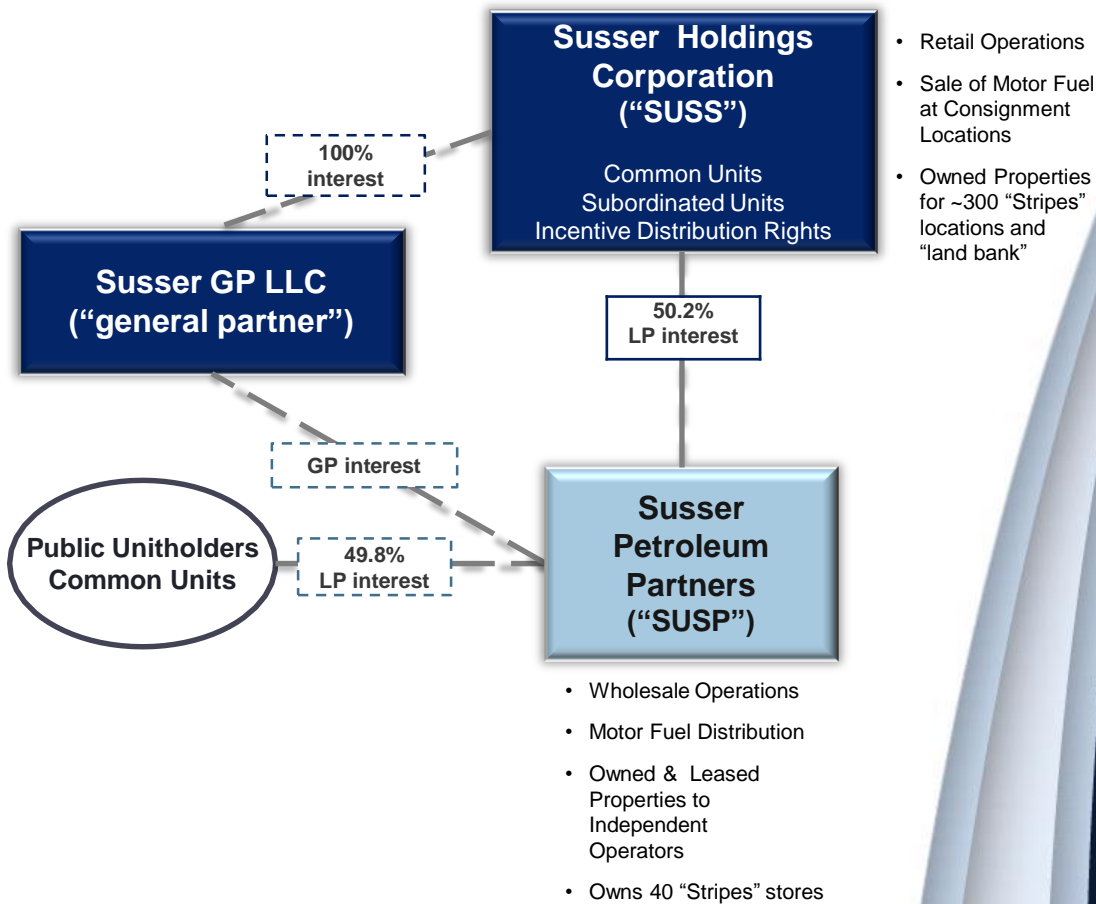 Susser Holdings
Corporation
(“SUSS”)
Common Units
Subordinated Units
Incentive Distribution Rights
• Retail Operations
• Sale of Motor Fuel
at Consignment
Locations
• Owned Properties
for ~300 “Stripes”
locations and
“land bank”
100%
interest
Susser GP LLC
(“general partner”)
50.2%
LP interest
GP interest
Public Unitholders
Common Units
49.8%
LP interest
Susser
Petroleum
Partners
(“SUSP”)
• Wholesale Operations
• Motor Fuel Distribution
• Owned & Leased
Properties to
Independent
Operators
• Owns 40 “Stripes” stores